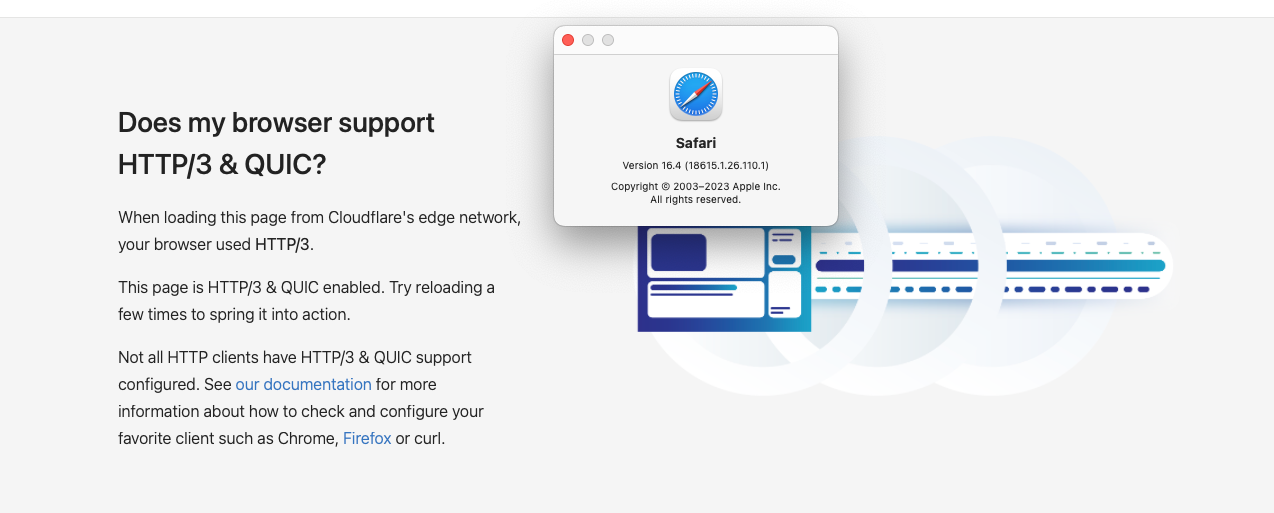 Does my browser support
HTTP/3 & QUIC?
When loading this page from Cloudflare's edge network,
your browser used HTTP/3.
This page is HTTP/3 & QUIC enabled. Try reloading a
few times to spring it into action.
Not all HTTP clients have HTTP/3 & QUIC support
configured. See our documentation for more
information about how to check and configure your
favorite client such as Chrome, Firefox or curl.
Safari
Version 16.4 (18615.1.26.110.1)
Copyright © 2003–2023 Apple Inc.
All rights reserved.